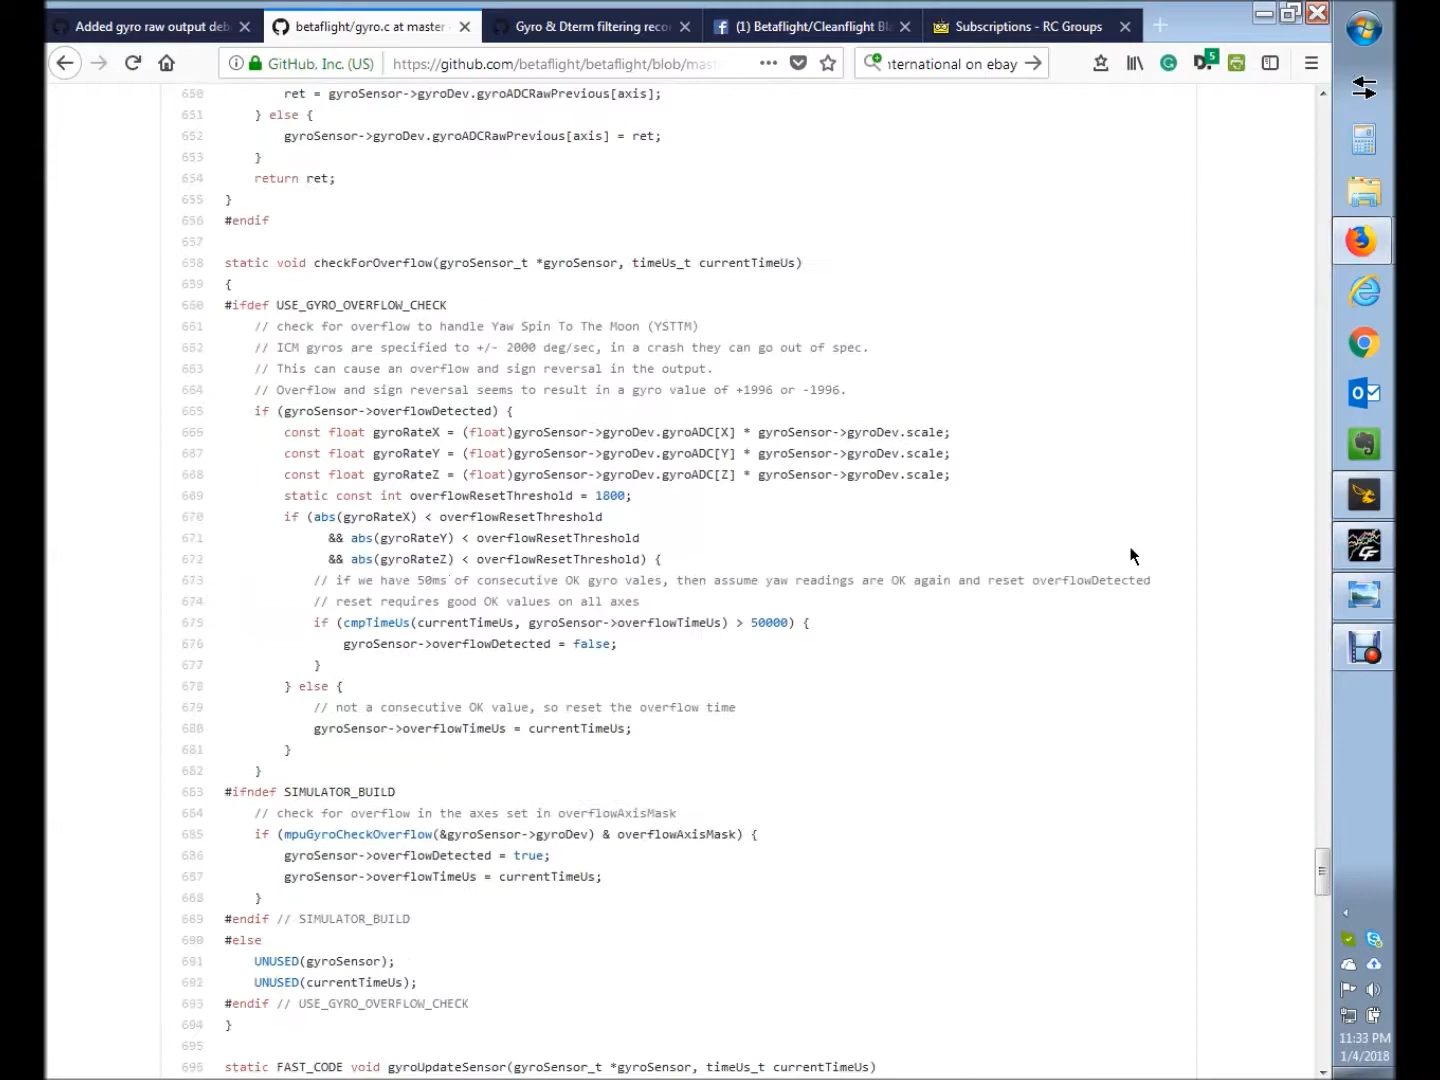 Added gyro raw output deb
betaflight/gyro.c at master
Gyro & Dterm filtering reco
(1) Betaflight/Cleanflight Bl
Subscriptions - RC Groups
GitHub, Inc. (US)
https://github.com/betaflight/betaflight/blob/mast
iternational on ebay
650 ret = gyroSensor->gyroDev.gyroADCRawPrevious[axis];
651 } else {
652 gyroSensor->gyroDev.gyroADCRawPrevious[axis] = ret;
653 }
654 return ret;
655 }
656 #endif
657
658 static void checkForOverflow(gyroSensor_t *gyroSensor, timeUs_t currentTimeUs)
659 {
660 #ifdef USE_GYRO_OVERFLOW_CHECK
661 // check for overflow to handle Yaw Spin To The Moon (YSTTM)
662 // ICM gyros are specified to +/- 2000 deg/sec, in a crash they can go out of spec.
663 // This can cause an overflow and sign reversal in the output.
664 // Overflow and sign reversal seems to result in a gyro value of +1996 or -1996.
665 if (gyroSensor->overflowDetected) {
666 const float gyroRateX = (float)gyroSensor->gyroDev.gyroADC[X] * gyroSensor->gyroDev.scale;
667 const float gyroRateY = (float)gyroSensor->gyroDev.gyroADC[Y] * gyroSensor->gyroDev.scale;
668 const float gyroRateZ = (float)gyroSensor->gyroDev.gyroADC[Z] * gyroSensor->gyroDev.scale;
669 static const int overflowResetThreshold = 1800;
670 if (abs(gyroRateX) < overflowResetThreshold
671 && abs(gyroRateY) < overflowResetThreshold
672 && abs(gyroRateZ) < overflowResetThreshold) {
673 // if we have 50ms of consecutive OK gyro vales, then assume yaw readings are OK again and reset overflowDetected
674 // reset requires good OK values on all axes
675 if (cmpTimeUs(currentTimeUs, gyroSensor->overflowTimeUs) > 50000) {
676 gyroSensor->overflowDetected = false;
677 }
678 } else {
679 // not a consecutive OK value, so reset the overflow time
680 gyroSensor->overflowTimeUs = currentTimeUs;
681 }
682 }
683 #ifndef SIMULATOR_BUILD
684 // check for overflow in the axes set in overflowAxisMask
685 if (mpuGyroCheckOverflow(&gyroSensor->gyroDev) & overflowAxisMask) {
686 gyroSensor->overflowDetected = true;
687 gyroSensor->overflowTimeUs = currentTimeUs;
688 }
689 #endif // SIMULATOR_BUILD
690 #else
691 UNUSED(gyroSensor);
692 UNUSED(currentTimeUs);
693 #endif // USE_GYRO_OVERFLOW_CHECK
694 }
695
696 static FAST_CODE void gyroUpdateSensor(gyroSensor_t *gyroSensor, timeUs_t currentTimeUs)
11:33 PM
1/4/2018